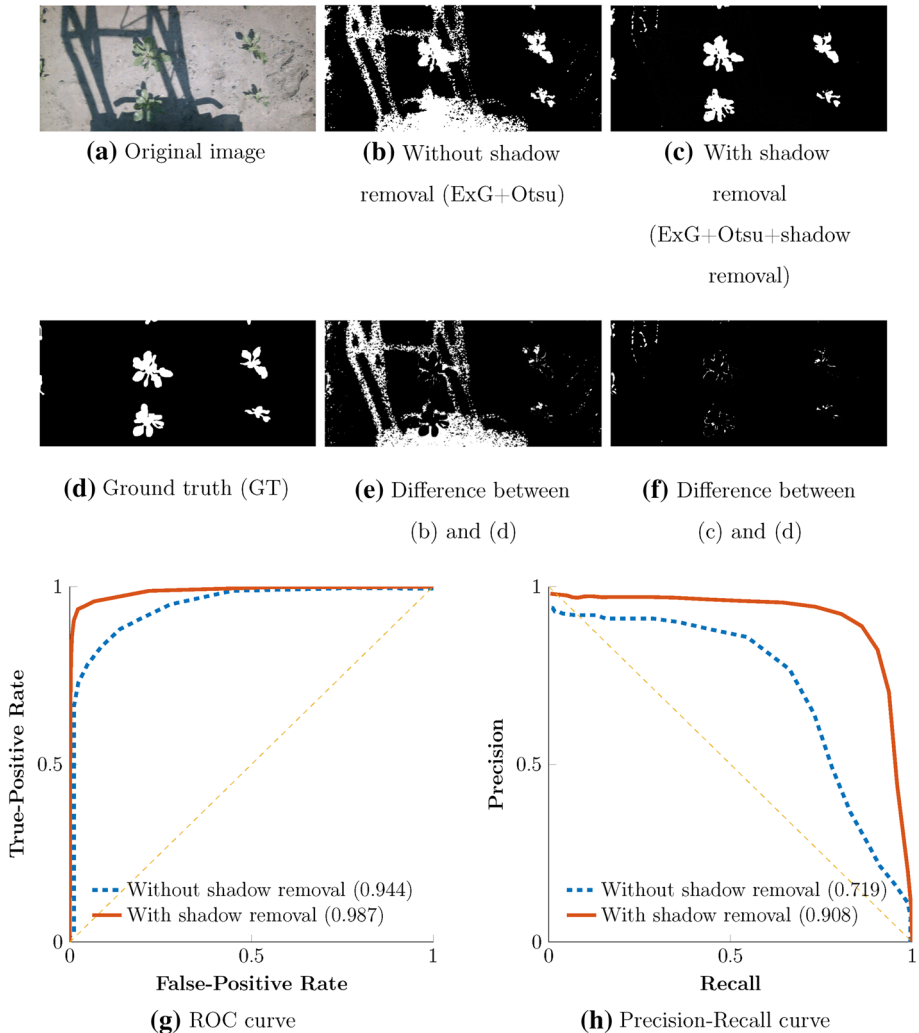 (a) Original image
(b) Without shadow
removal (ExG+Otsu)
(c) With shadow
removal
(ExG+Otsu+shadow
removal)
(d) Ground truth (GT)
(e) Difference between
(b) and (d)
(f) Difference between
(c) and (d)
1
0.5
0
True-Positive Rate
Without shadow removal (0.944)
With shadow removal (0.987)
0
0.5
1
False-Positive Rate
(g) ROC curve
1
0.5
0
Precision
Without shadow removal (0.719)
With shadow removal (0.908)
0
0.5
1
Recall
(h) Precision-Recall curve